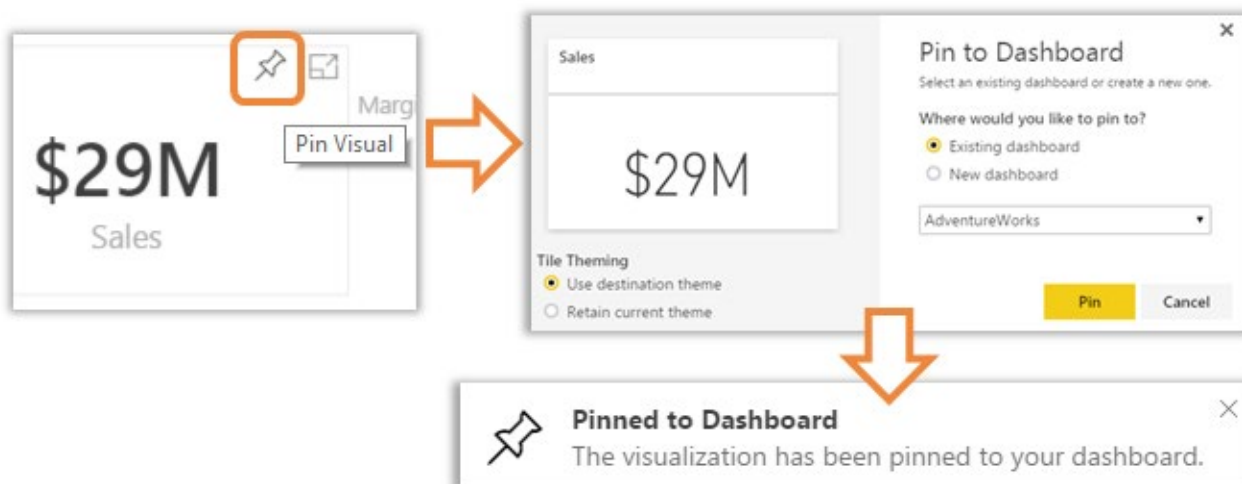 Marg
Pin Visual
$29M
Sales
Sales
$29M
Tile Theming
Use destination theme
Retain current theme
Pin to Dashboard
Select an existing dashboard or create a new one.
Where would you like to pin to?
Existing dashboard
New dashboard
AdventureWorks
Pin Cancel
Pinned to Dashboard
The visualization has been pinned to your dashboard.